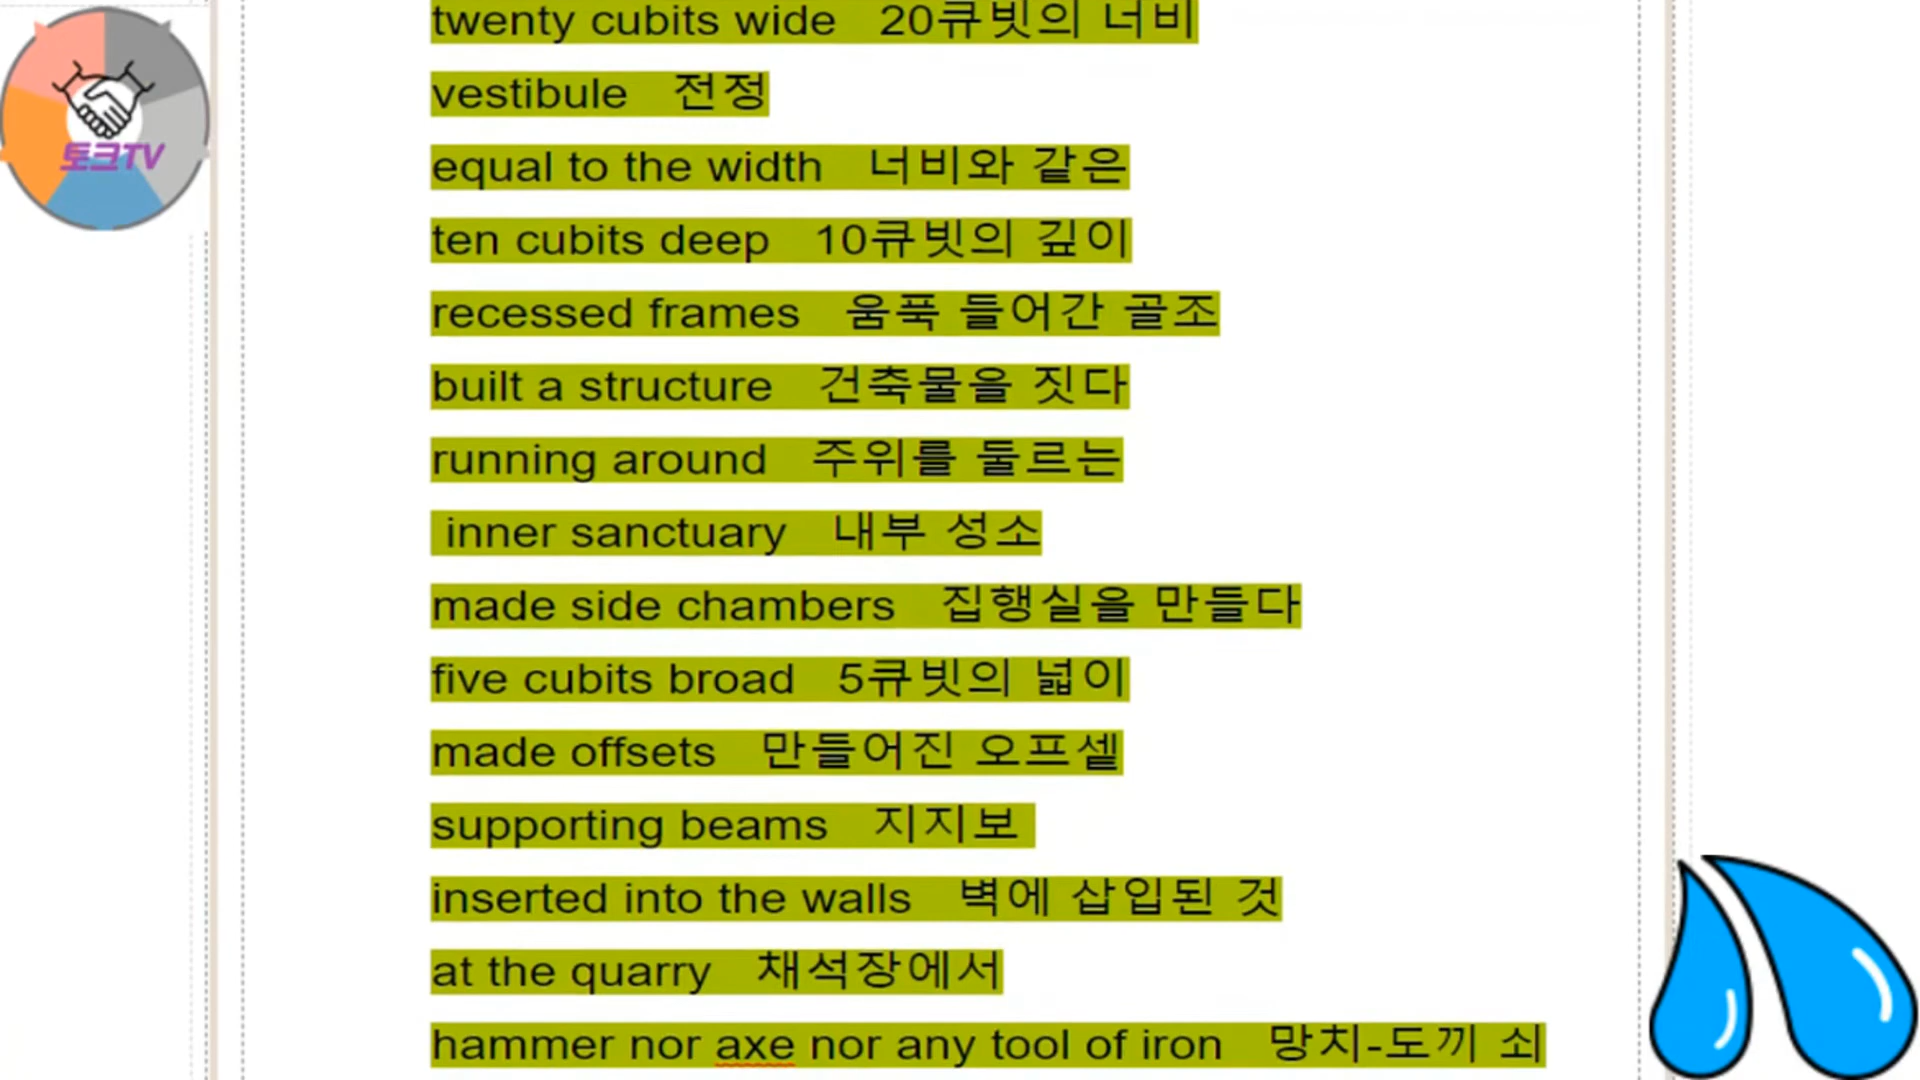 twenty cubits wide 20큐빗의 너비
토크TV
vestibule 전정
equal to the width 너비와 같은
ten cubits deep 10큐빗의 깊이
recessed frames 움푹 들어간 골조
built a structure 건축물을 짓다
running around 주위를 둘르는
inner sanctuary 내부 성소
made side chambers 집행실을 만들다
five cubits broad 5큐빗의 넓이
made offsets 만들어진 오프셑
supporting beams 지지보
inserted into the walls 벽에 삽입된 것
at the quarry 채석장에서
hammer nor axe nor any tool of iron 망치-도끼 쇠